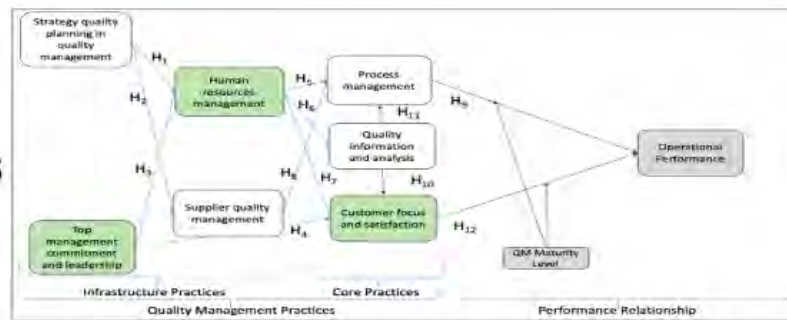 Strategy quality
planning in
quality
management
H1
H2
Human
resources
management
H5
H6
Process
management
H9
H11
Quality
information
and analysis
H3
H8
H7
H10
Operational
Performance
Supplier quality
management
H4
Customer focus
and satisfaction
H12
Top
management
commitment
and leadership
QM Maturity
Level
Infrastructure Practices
Core Practices
Quality Management Practices
Performance Relationship